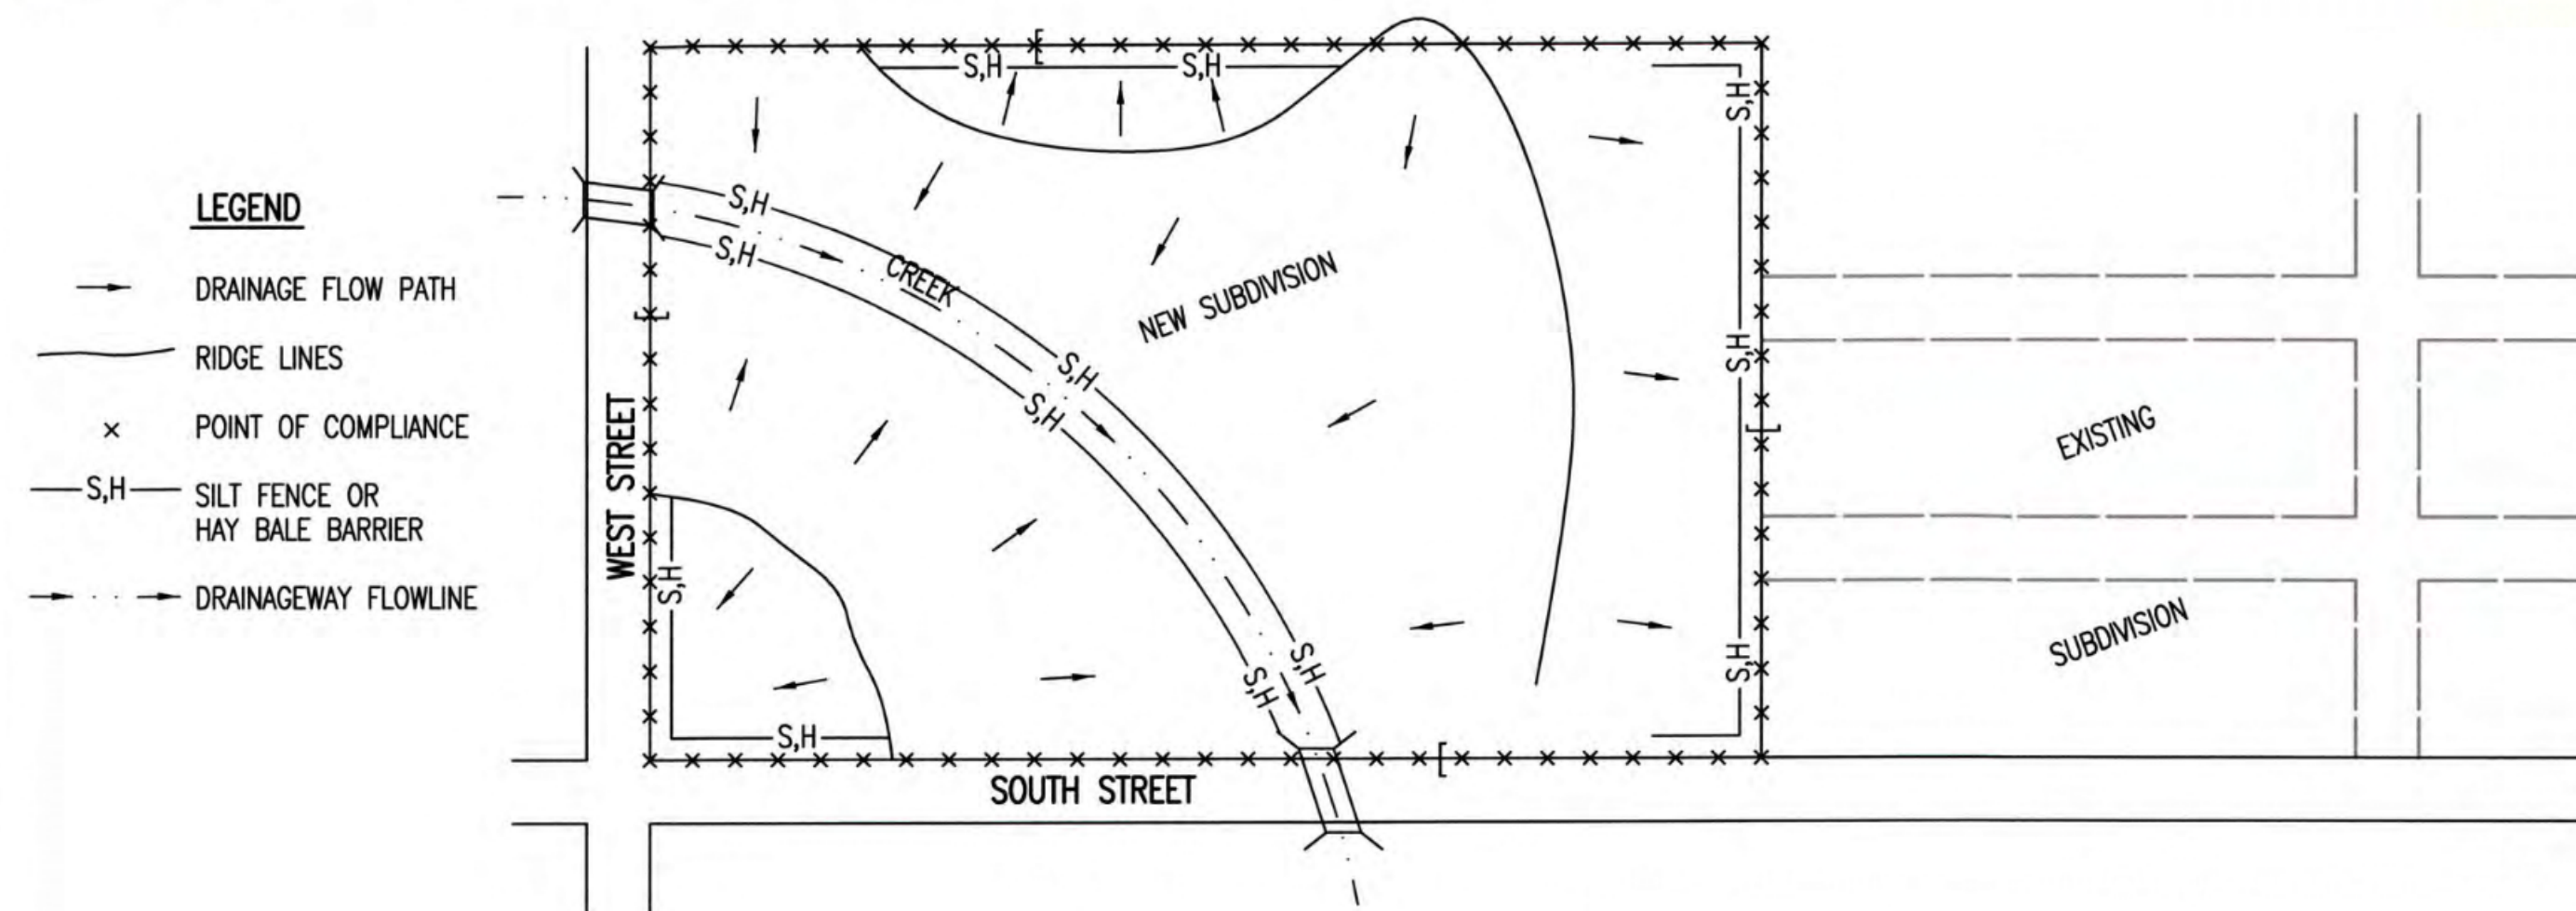 LEGEND
DRAINAGE FLOW PATH
RIDGE LINES
× POINT OF COMPLIANCE
S,H SILT FENCE OR
HAY BALE BARRIER
DRAINAGEWAY FLOWLINE
S,H
S,H
S,H
S,H
S,H
CREEK
NEW SUBDIVISION
S,H
S,H
S,H
EXISTING
WEST STREET
S,H
S,H
S,H
S,H
SUBDIVISION
S,H
SOUTH STREET